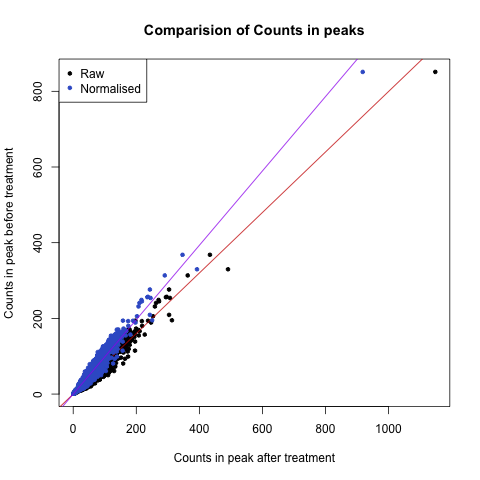 Comparision of Counts in peaks
Raw
Normalised
Counts in peak before treatment
0
200
400
600
800
0
200
400
600
800
1000
Counts in peak after treatment